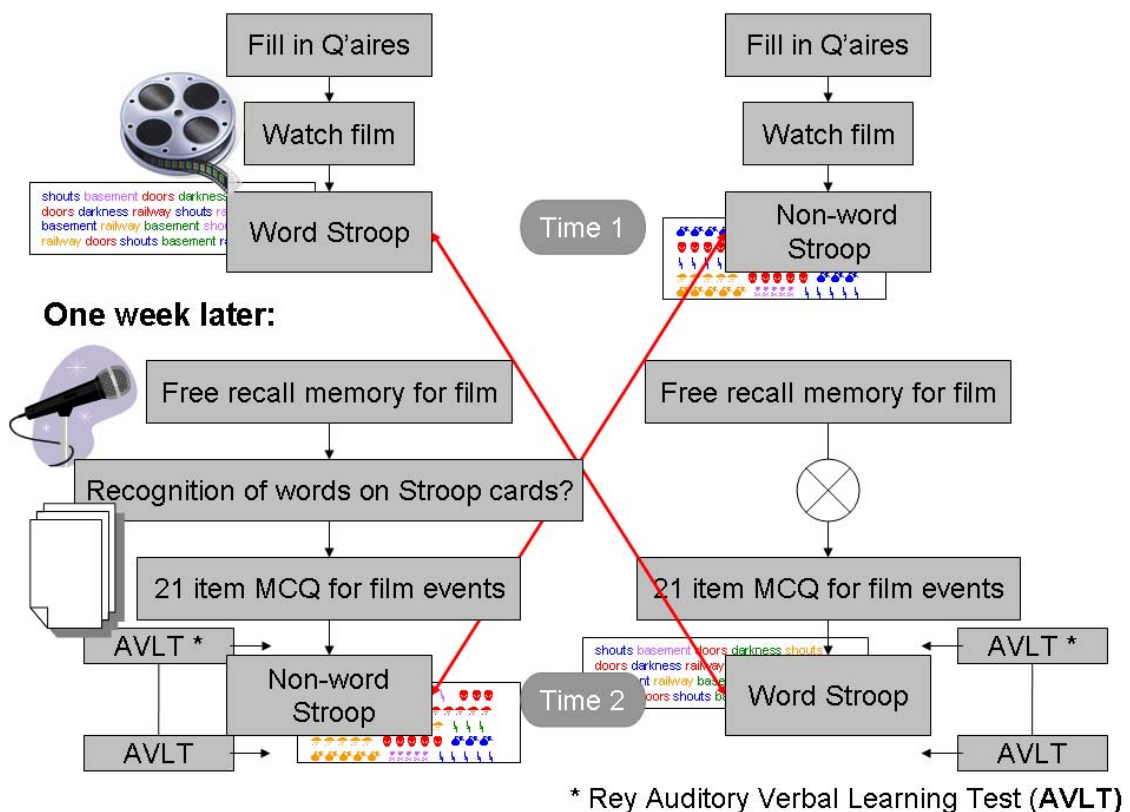 Fill in Q'aires
Fill in Q'aires
Watch film
Watch film
shouts basement doors darkness
doors darkness railway shouts
basement railway basement
railway doors shouts basement
Word Stroop
Time 1
Non-word
Stroop
One week later:
Free recall memory for film
Free recall memory for film
Recognition of words on Stroop cards?
21 item MCQ for film events
21 item MCQ for film events
AVLT *
Non-word
Stroop
AVLT
Time 2
shouts basement doors darkness shouts
doors darkness railway
railway
doors shouts
Word Stroop
AVLT *
AVLT
* Rey Auditory Verbal Learning Test (AVLT)